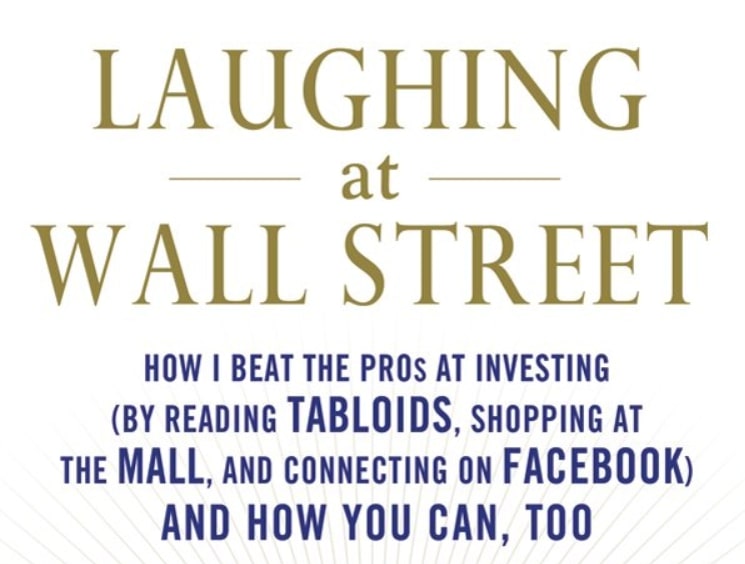 LAUGHING
at
WALL STREET
HOW I BEAT THE PROs AT INVESTING
(BY READING TABLOIDS, SHOPPING AT
THE MALL, AND CONNECTING ON FACEBOOK)
AND HOW YOU CAN, TOO